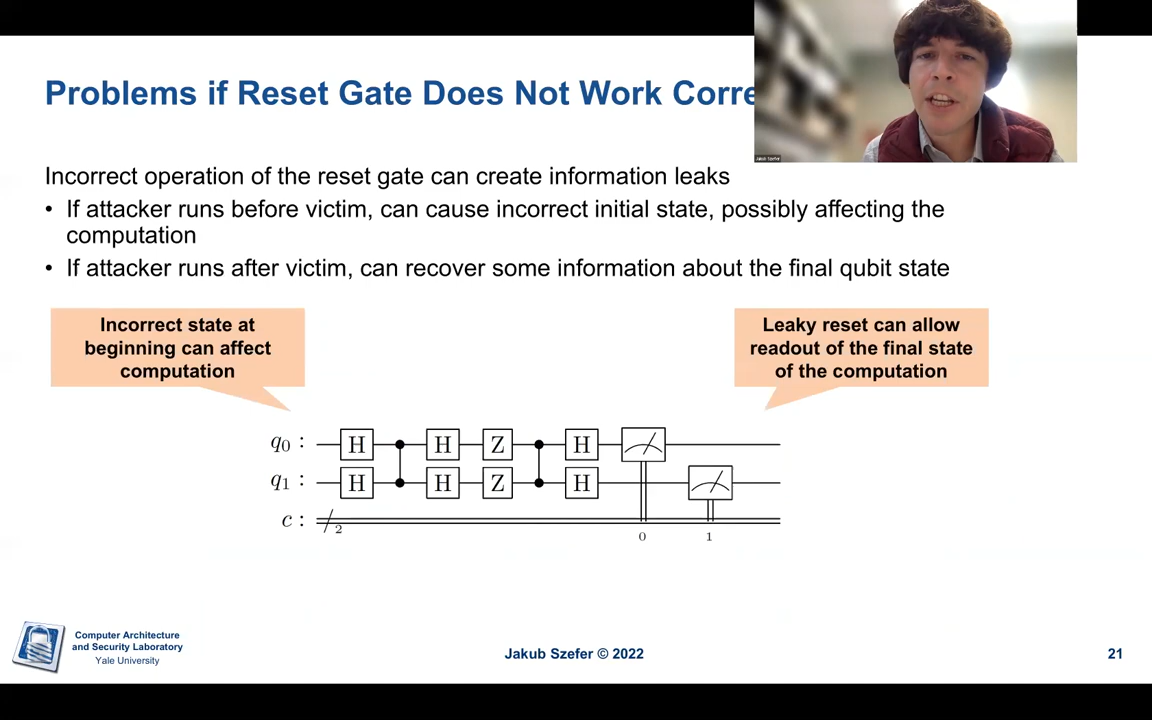 Problems if Reset Gate Does Not Work Corre
Jakub Szefer
Incorrect operation of the reset gate can create information leaks
• If attacker runs before victim, can cause incorrect initial state, possibly affecting the
computation
• If attacker runs after victim, can recover some information about the final qubit state
Incorrect state at
beginning can affect
computation
Leaky reset can allow
readout of the final state
of the computation
q0 : H H Z H
q1 : H H Z H
c : 2
0 1
Computer Architecture
and Security Laboratory
Yale University
Jakub Szefer © 2022
21